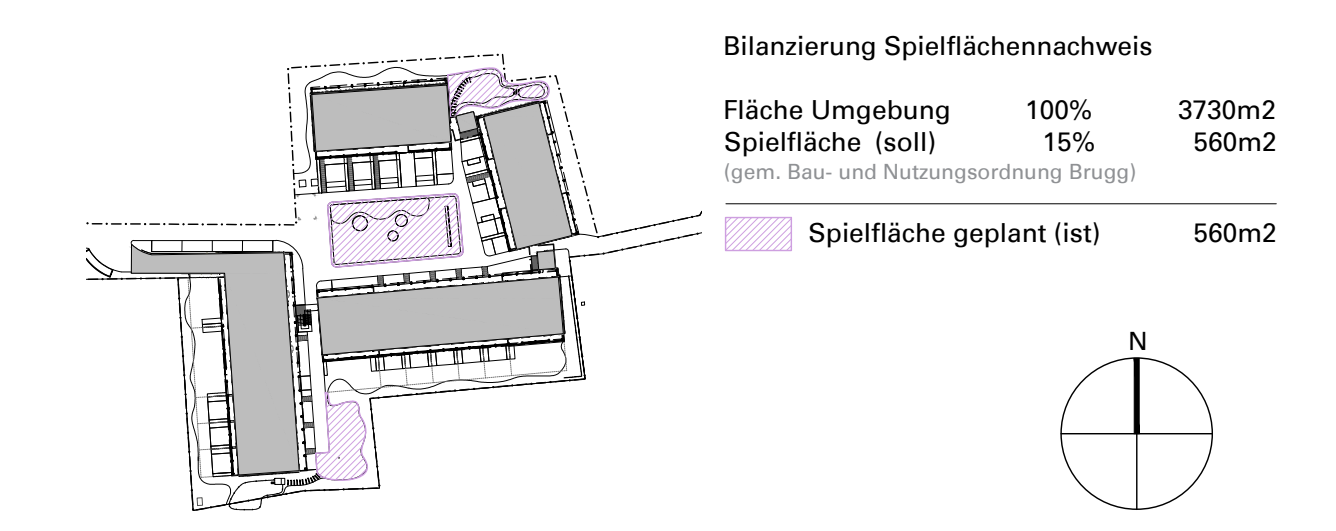 Bilanzierung Spielflächennachweis
Fläche Umgebung 100% 3730m2
Spielfläche (soll) 15% 560m2
(gem. Bau- und Nutzungsordnung Brugg)
Spielfläche geplant (ist) 560m2
N